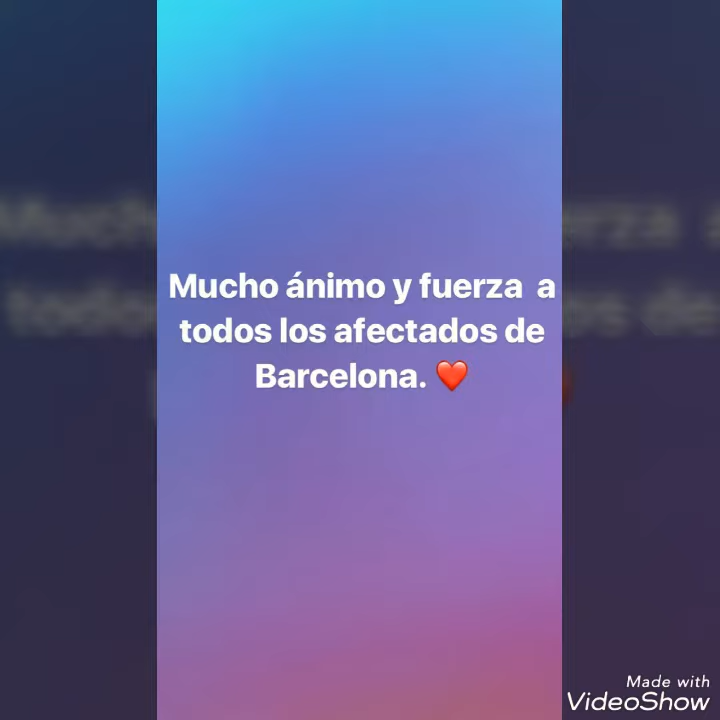 Mucho ánimo y fuerza  a
todos los afectados de
Barcelona. ❤️
Made with
VideoShow